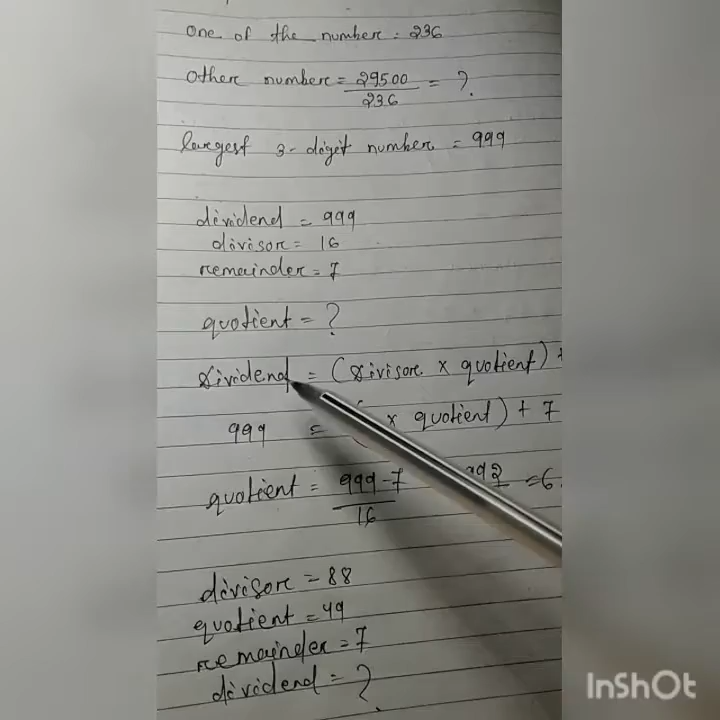 One of the number = 236
Other number = 29500 / 236 = ?
largest 3-digit number = 999
dividend = 999
divisor = 16
remainder = 7
quotient = ?
Dividend = (Divisor × quotient) +
999 = ( × quotient) + 7
quotient = 999-7 / 16 992 = 6
divisor = 88
quotient = 49
remainder = 7
dividend = ?
InShOt